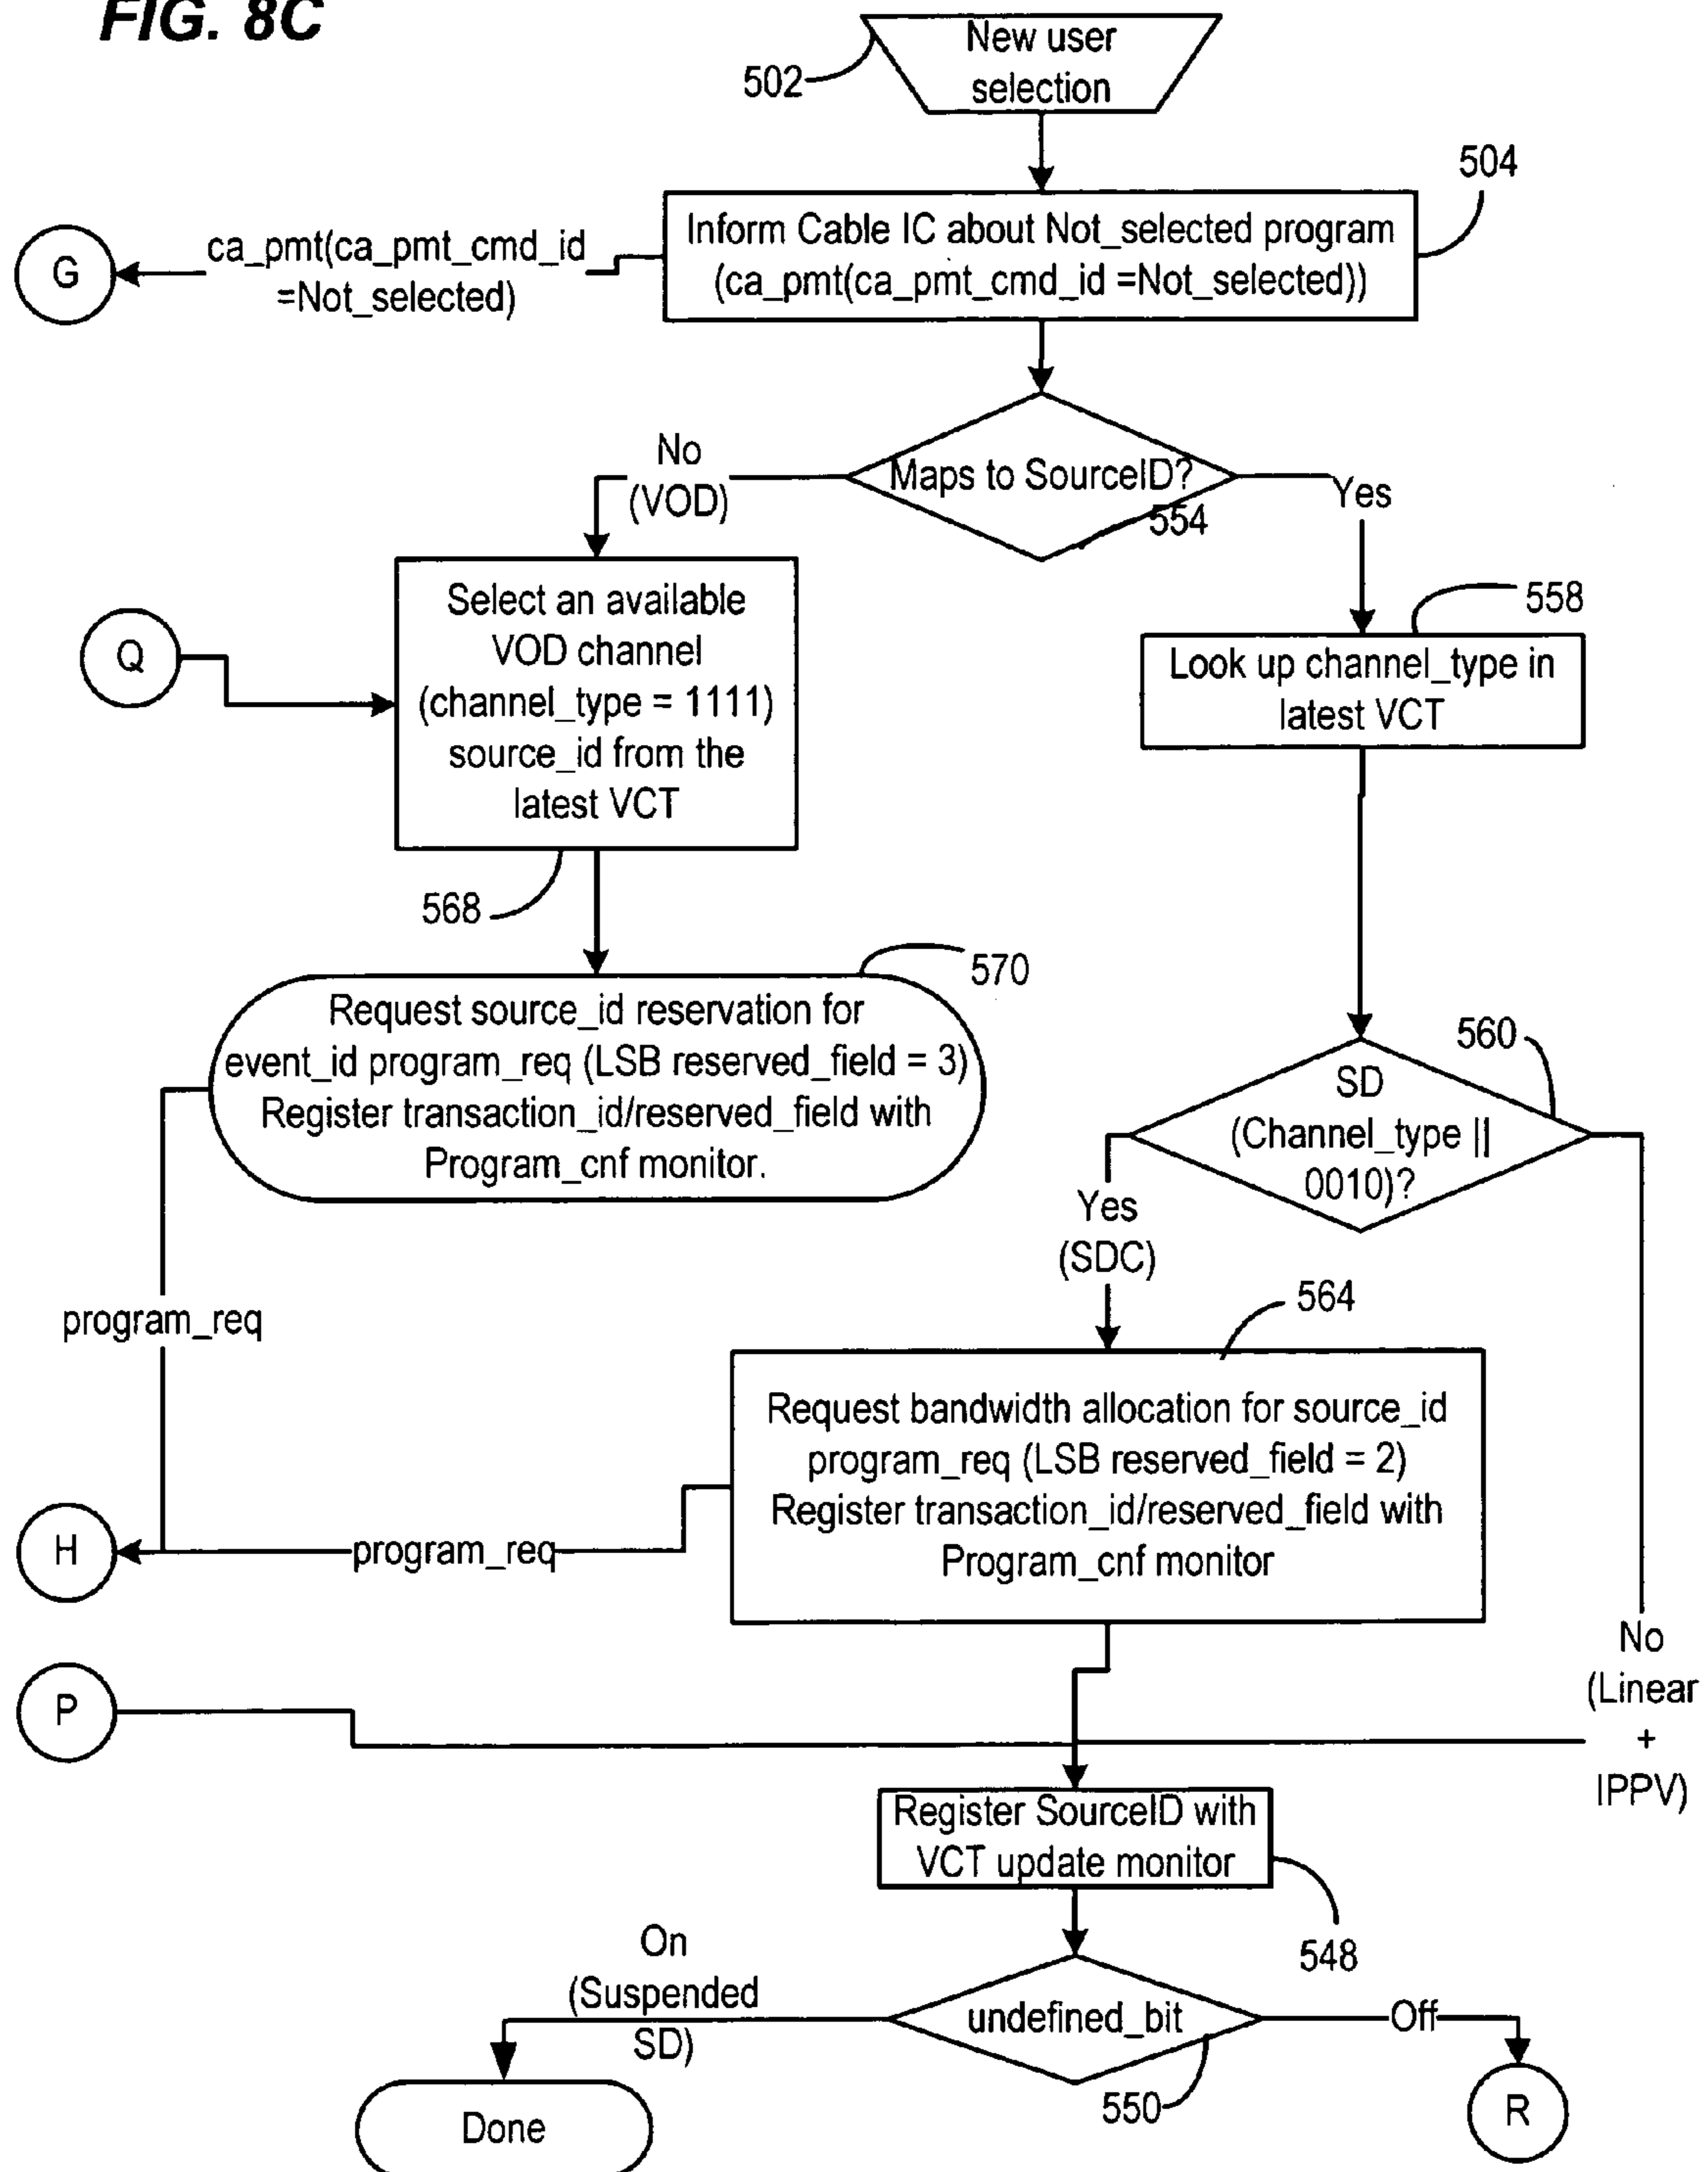 FIG. 8C
New user
selection
502
504
Inform Cable IC about Not_selected program
(ca_pmt(ca_pmt_cmd_id =Not_selected))
G
ca_pmt(ca_pmt_cmd_id
=Not_selected)
Maps to SourceID?
554
No
(VOD)
Yes
Q
Select an available
VOD channel
(channel_type = 1111)
source_id from the
latest VCT
568
558
Look up channel_type in
latest VCT
570
Request source_id reservation for
event_id program_req (LSB reserved_field = 3)
Register transaction_id/reserved_field with
Program_cnf monitor.
560
SD
(Channel_type ||
0010)?
Yes
(SDC)
program_req
564
Request bandwidth allocation for source_id
program_req (LSB reserved_field = 2)
Register transaction_id/reserved_field with
Program_cnf monitor
H
program_req
No
(Linear
+
IPPV)
P
Register SourceID with
VCT update monitor
548
On
(Suspended
SD)
undefined_bit
Off
550
Done
R